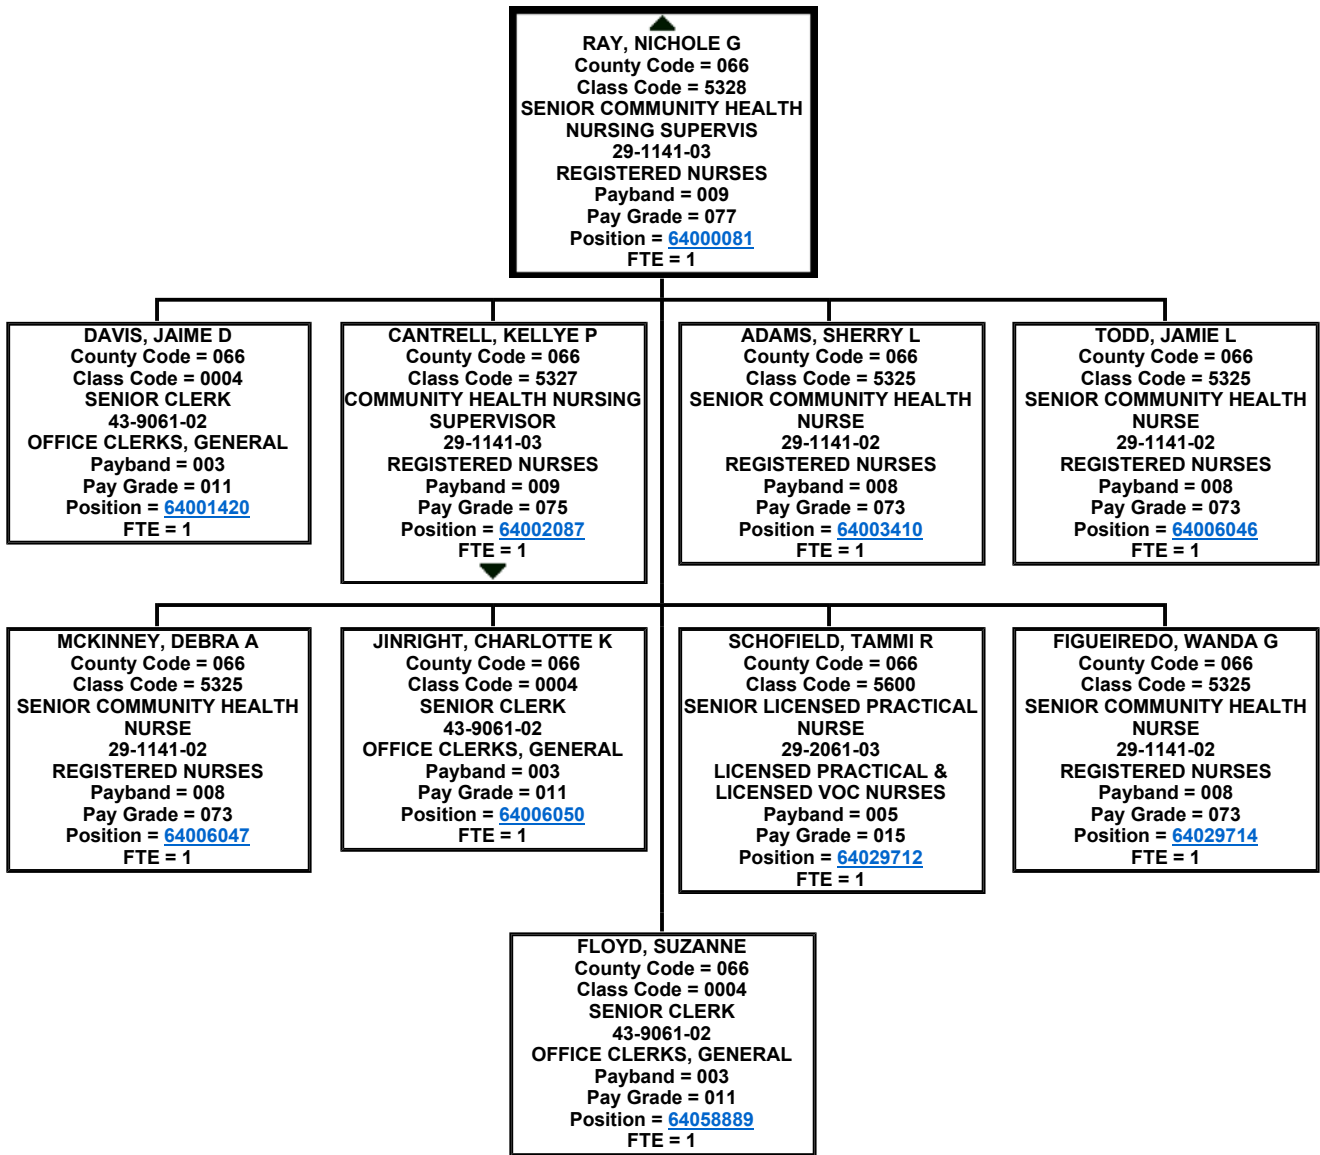 RAY, NICHOLE G
County Code = 066
Class Code = 5328
SENIOR COMMUNITY HEALTH
NURSING SUPERVIS
29-1141-03
REGISTERED NURSES
Payband = 009
Pay Grade = 077
Position = 64000081
FTE = 1
DAVIS, JAIME D
County Code = 066
Class Code = 0004
SENIOR CLERK
43-9061-02
OFFICE CLERKS, GENERAL
Payband = 003
Pay Grade = 011
Position = 64001420
FTE = 1
CANTRELL, KELLYE P
County Code = 066
Class Code = 5327
COMMUNITY HEALTH NURSING
SUPERVISOR
29-1141-03
REGISTERED NURSES
Payband = 009
Pay Grade = 075
Position = 64002087
FTE = 1
ADAMS, SHERRY L
County Code = 066
Class Code = 5325
SENIOR COMMUNITY HEALTH
NURSE
29-1141-02
REGISTERED NURSES
Payband = 008
Pay Grade = 073
Position = 64003410
FTE = 1
TODD, JAMIE L
County Code = 066
Class Code = 5325
SENIOR COMMUNITY HEALTH
NURSE
29-1141-02
REGISTERED NURSES
Payband = 008
Pay Grade = 073
Position = 64006046
FTE = 1
MCKINNEY, DEBRA A
County Code = 066
Class Code = 5325
SENIOR COMMUNITY HEALTH
NURSE
29-1141-02
REGISTERED NURSES
Payband = 008
Pay Grade = 073
Position = 64006047
FTE = 1
JINRIGHT, CHARLOTTE K
County Code = 066
Class Code = 0004
SENIOR CLERK
43-9061-02
OFFICE CLERKS, GENERAL
Payband = 003
Pay Grade = 011
Position = 64006050
FTE = 1
SCHOFIELD, TAMMI R
County Code = 066
Class Code = 5600
SENIOR LICENSED PRACTICAL
NURSE
29-2061-03
LICENSED PRACTICAL &
LICENSED VOC NURSES
Payband = 005
Pay Grade = 015
Position = 64029712
FTE = 1
FIGUEIREDO, WANDA G
County Code = 066
Class Code = 5325
SENIOR COMMUNITY HEALTH
NURSE
29-1141-02
REGISTERED NURSES
Payband = 008
Pay Grade = 073
Position = 64029714
FTE = 1
FLOYD, SUZANNE
County Code = 066
Class Code = 0004
SENIOR CLERK
43-9061-02
OFFICE CLERKS, GENERAL
Payband = 003
Pay Grade = 011
Position = 64058889
FTE = 1